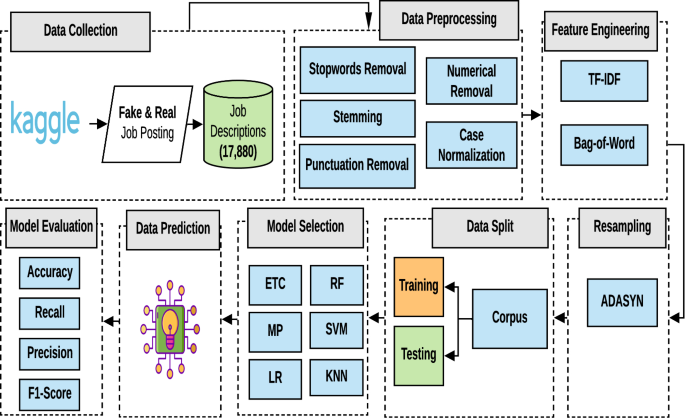 Data Collection
kaggle
Fake & Real
Job Posting
Job
Descriptions
(17,880)
Data Preprocessing
Stopwords Removal
Stemming
Punctuation Removal
Numerical
Removal
Case
Normalization
Feature Engineering
TF-IDF
Bag-of-Word
Model Evaluation
Accuracy
Recall
Precision
F1-Score
Data Prediction
Model Selection
ETC
RF
MP
SVM
LR
KNN
Data Split
Training
Testing
Corpus
Resampling
ADASYN